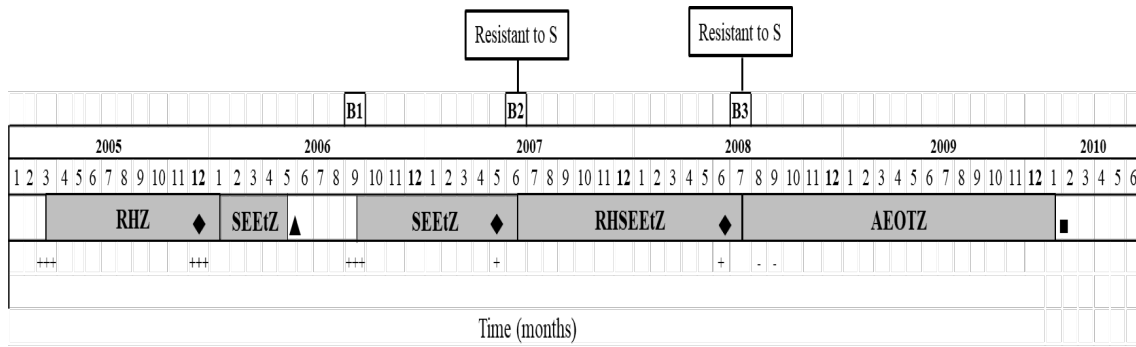 Resistant to S Resistant to S
B1 B2 B3
2005 2006 2007 2008 2009 2010
1 2 3 4 5 6 7 8 9 10 11 12 1 2 3 4 5 6 7 8 9 10 11 12 1 2 3 4 5 6 7 8 9 10 11 12 1 2 3 4 5 6 7 8 9 10 11 12 1 2 3 4 5 6 7 8 9 10 11 12 1 2 3 4 5 6
RHZ SEEtZ SEEtZ RHSEEtZ AEOTZ
+++ +++ +++ + + - -
Time (months)